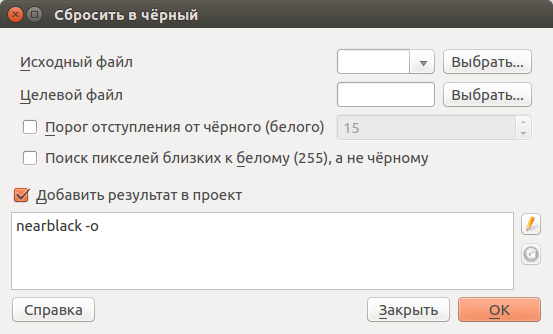 Сбросить в чёрный
Исходный файл Выбрать...
Целевой файл Выбрать...
Порог отступления от чёрного (белого) 15
Поиск пикселей близких к белому (255), а не чёрному
Добавить результат в проект
nearblack -o
Справка Закрыть OK